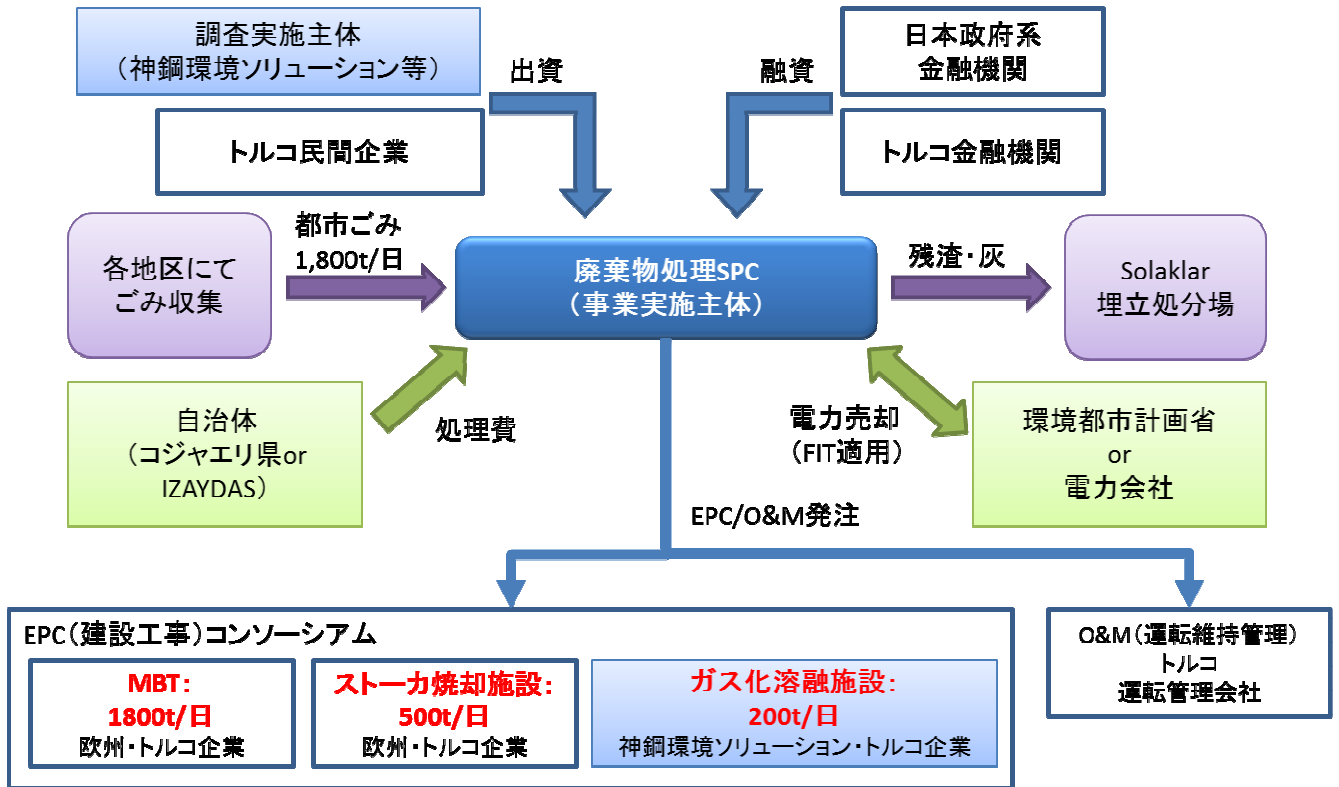 調査実施主体
（神鋼環境ソリューション等）
出資
融資
日本政府系
金融機関
トルコ民間企業
トルコ金融機関
各地区にて
ごみ収集
都市ごみ
1,800t/日
廃棄物処理SPC
（事業実施主体）
残渣・灰
Solaklar
埋立処分場
自治体
（コジャエリ県or
IZAYDAS）
処理費
電力売却
（FIT適用）
環境都市計画省
or
電力会社
EPC/O&M発注
EPC（建設工事）コンソーシアム
MBT：
1800t/日
欧州・トルコ企業
ストーカ焼却施設：
500t/日
欧州・トルコ企業
ガス化溶融施設：
200t/日
神鋼環境ソリューション・トルコ企業
O&M（運転維持管理）
トルコ
運転管理会社